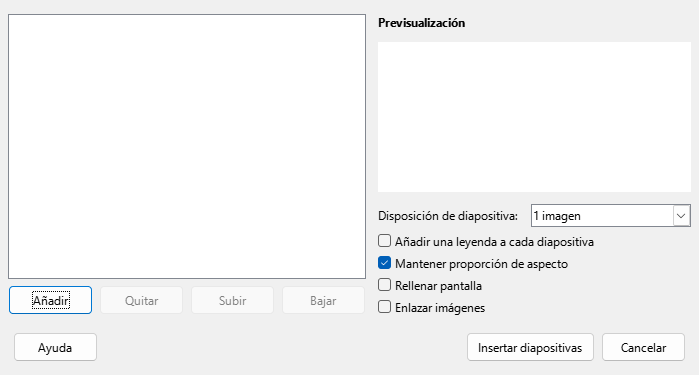 Previsualización
Disposición de diapositiva: 1 imagen
Añadir una leyenda a cada diapositiva
Mantener proporción de aspecto
Rellenar pantalla
Enlazar imágenes
Añadir Quitar Subir Bajar
Ayuda Insertar diapositivas Cancelar